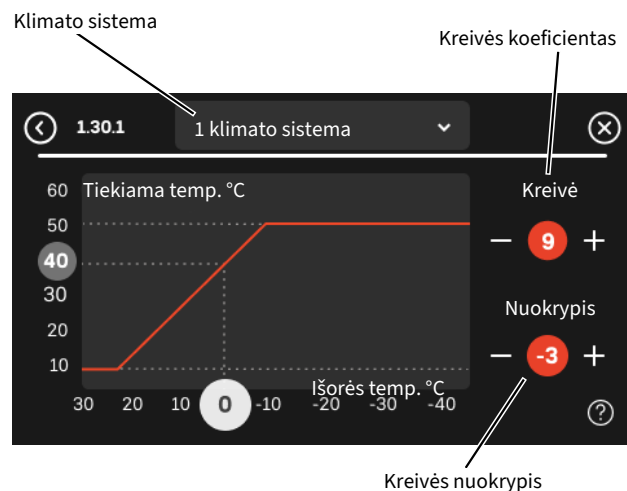 Klimato sistema
Kreivės koeficientas
1.30.1
1 klimato sistema
60
Tiekiama temp. °C
Kreivė
50
9
40
30
Nuokrypis
20
-3
10
Išorės temp. °C
30 20 10 0 -10 -20 -30 -40
?
Kreivės nuokrypis